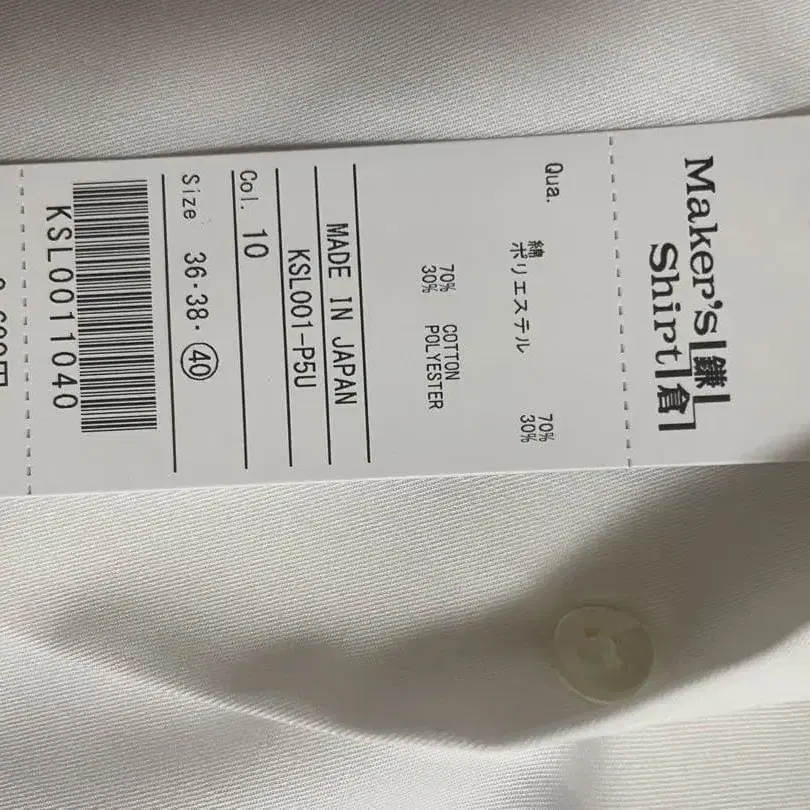 Maker's
Shirt
鎌倉
Qua.
綿 70%
ポリエステル 30%
70% COTTON
30% POLYESTER
MADE IN JAPAN
KSL001-P5U
Col. 10
Size 36・38・40
KSL0011040